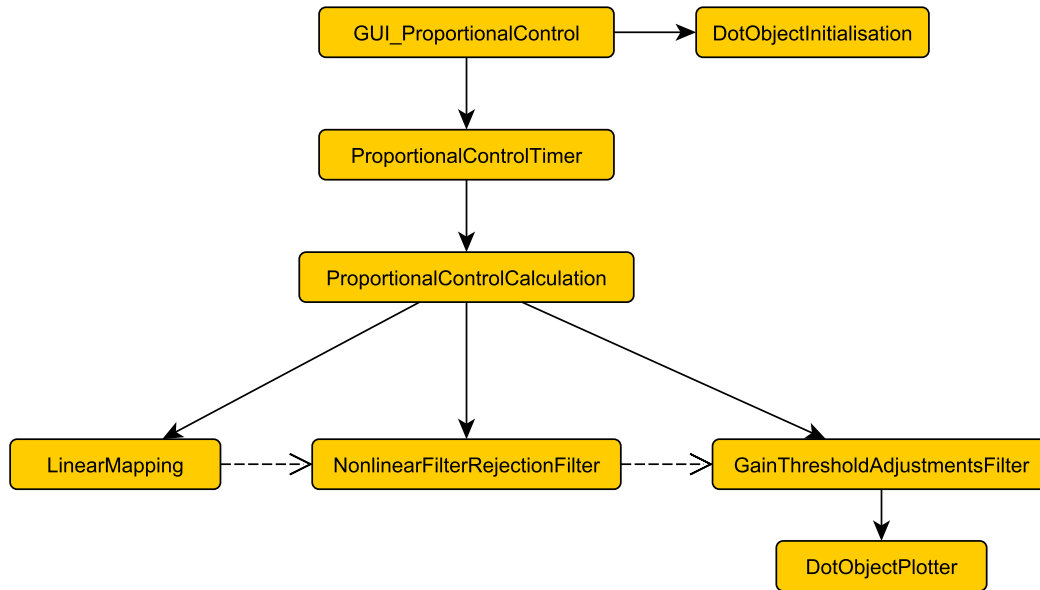 GUI_ProportionalControl
DotObjectInitialisation
ProportionalControlTimer
ProportionalControlCalculation
LinearMapping
NonlinearFilterRejectionFilter
GainThresholdAdjustmentsFilter
DotObjectPlotter